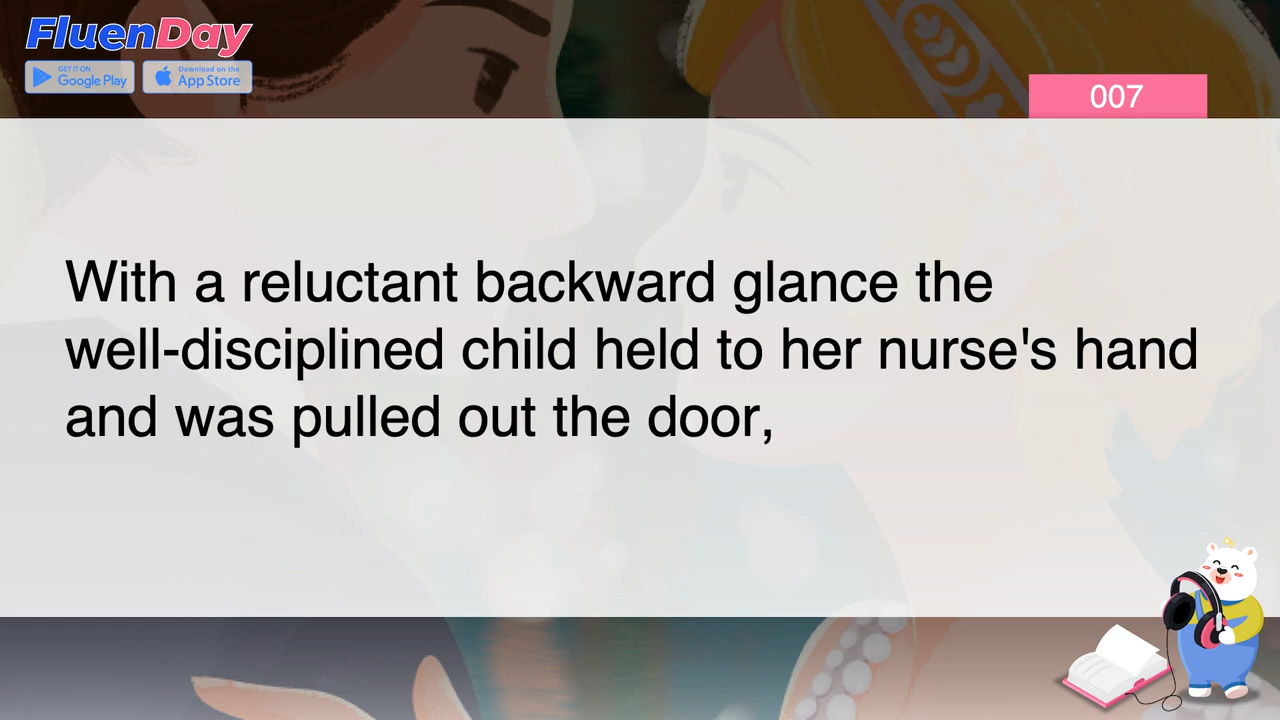 FluenDay
GET IT ON
Google Play
Download on the
App Store
007
With a reluctant backward glance the
well-disciplined child held to her nurse's hand
and was pulled out the door,